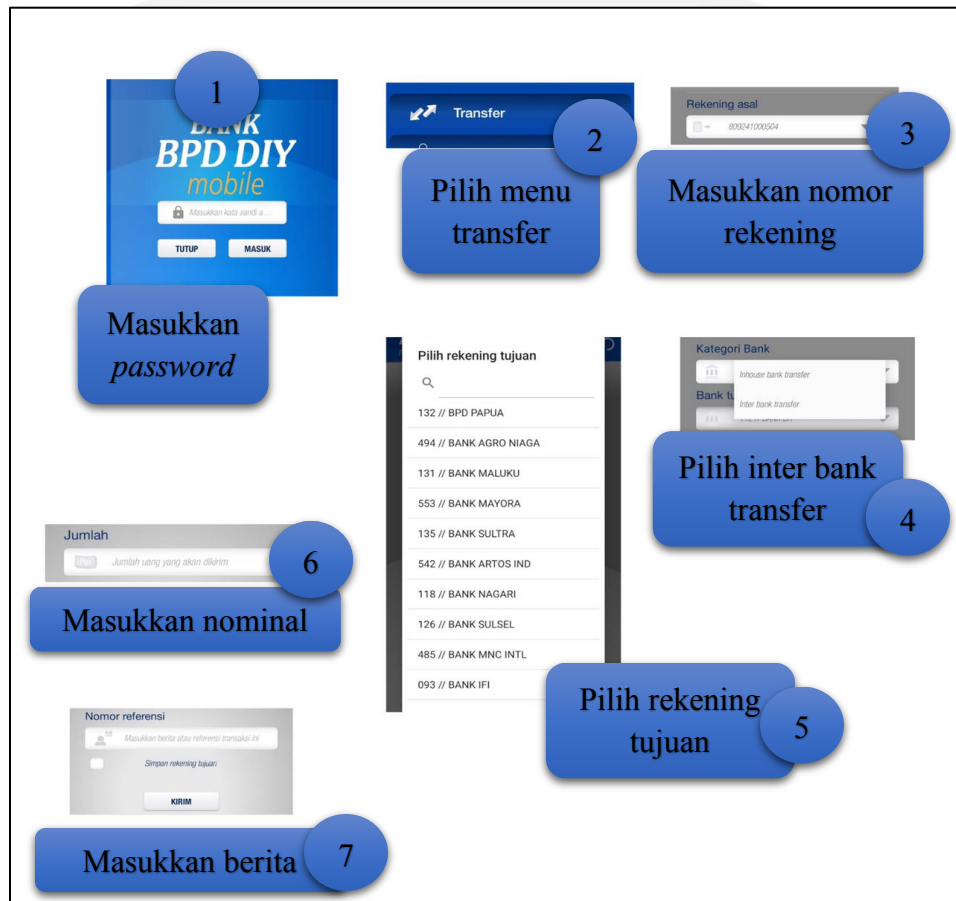 1
BANK
BPD DIY
mobile
Masukkan kata sandi a...
TUTUP MASUK
Masukkan
password
Transfer
2
Pilih menu
transfer
Rekening asal
809241000504
3
Masukkan nomor
rekening
Kategori Bank
Inhouse bank transfer
Bank tu
Inter bank transfer
Pilih inter bank
transfer
4
Pilih rekening tujuan
132 // BPD PAPUA
494 // BANK AGRO NIAGA
131 // BANK MALUKU
553 // BANK MAYORA
135 // BANK SULTRA
542 // BANK ARTOS IND
118 // BANK NAGARI
126 // BANK SULSEL
485 // BANK MNC INTL
093 // BANK IFI
Pilih rekening
tujuan
5
Jumlah
Rp
Jumlah uang yang akan dikirim
6
Masukkan nominal
Nomor referensi
Masukkan berita atau referensi transaksi ini
Simpan rekening tujuan
KIRIM
Masukkan berita
7